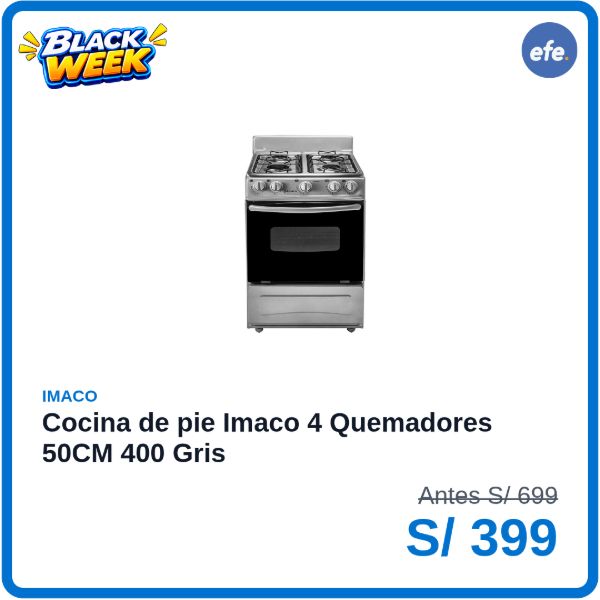 BLACK
WEEK
efe.
IMACO
Cocina de pie Imaco 4 Quemadores
50CM 400 Gris
Antes S/ 699
S/ 399